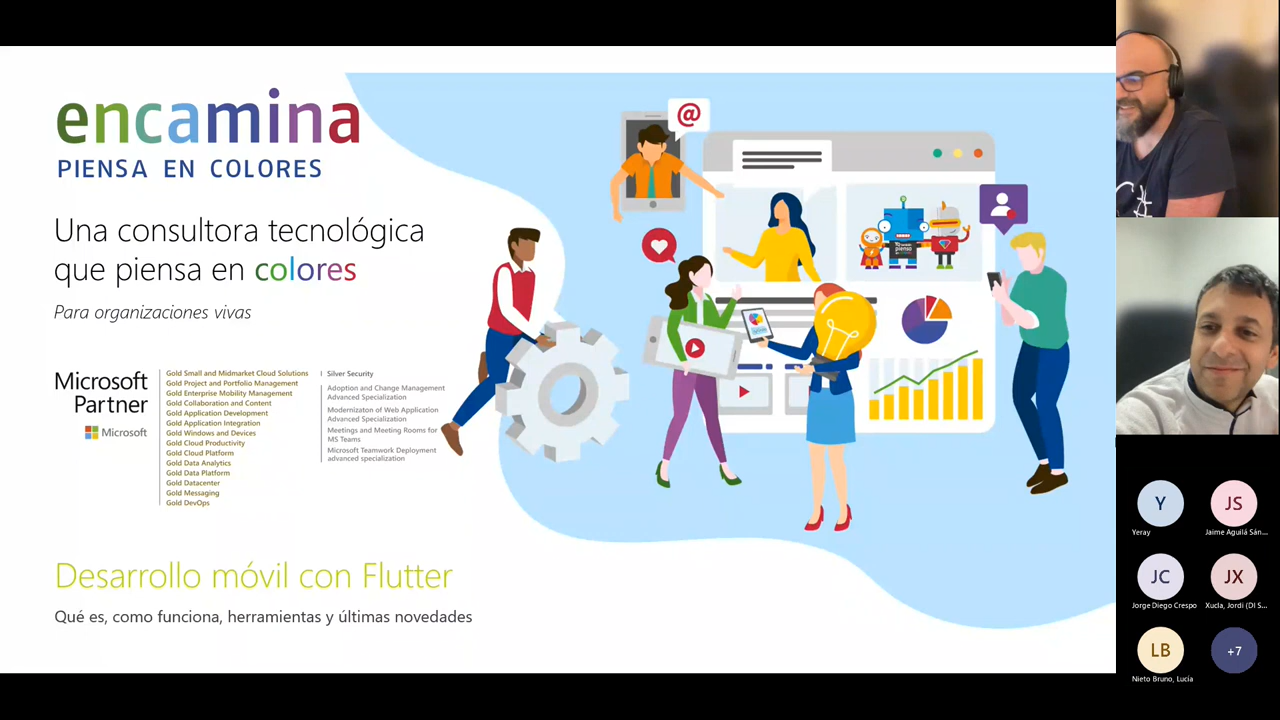 encamina
PIENSA EN COLORES
Una consultora tecnológica
que piensa en colores
Para organizaciones vivas
Microsoft
Partner
Microsoft
Gold Small and Midmarket Cloud Solutions
Gold Project and Portfolio Management
Gold Enterprise Mobility Management
Gold Collaboration and Content
Gold Application Development
Gold Application Integration
Gold Windows and Devices
Gold Cloud Productivity
Gold Cloud Platform
Gold Data Analytics
Gold Data Platform
Gold Datacenter
Gold Messaging
Gold DevOps
Silver Security
Adoption and Change Management
Advanced Specialization
Modernizaton of Web Application
Advanced Specialization
Meetings and Meeting Rooms for
MS Teams
Microsoft Teamwork Deployment
advanced specialization
@
Desarrollo móvil con Flutter
Qué es, como funciona, herramientas y últimas novedades
Y
JS
Yeray
Jaime Aguilá Sán...
JC
JX
Jorge Diego Crespo
Xucla, Jordi (DI S...
LB
+7
Nieto Bruno, Lucía